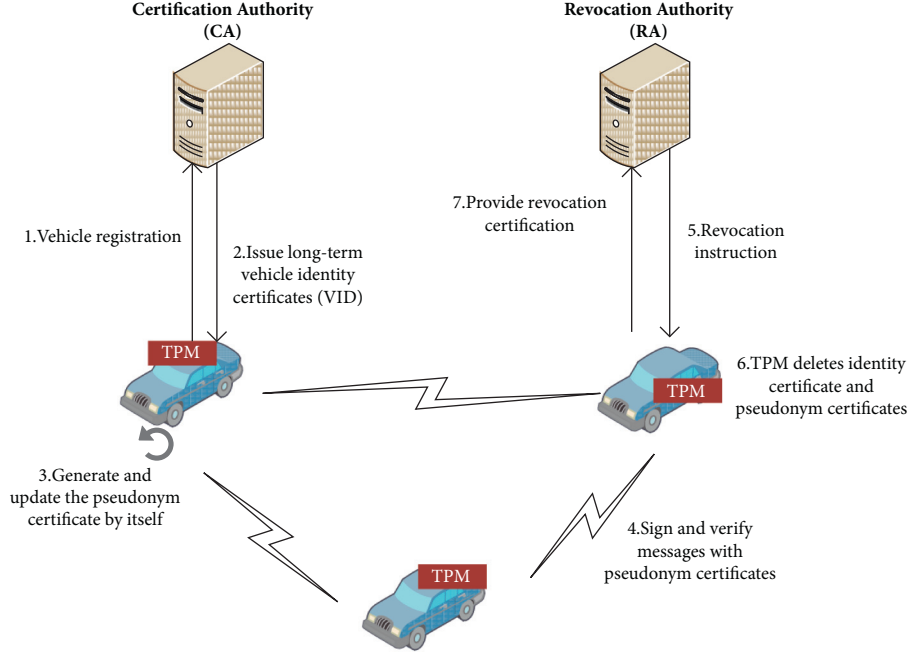 Certification Authority
(CA)
Revocation Authority
(RA)
1.Vehicle registration
2.Issue long-term
vehicle identity
certificates (VID)
7.Provide revocation
certification
5.Revocation
instruction
TPM
TPM
6.TPM deletes identity
certificate and
pseudonym certificates
3.Generate and
update the pseudonym
certificate by itself
4.Sign and verify
messages with
pseudonym certificates
TPM